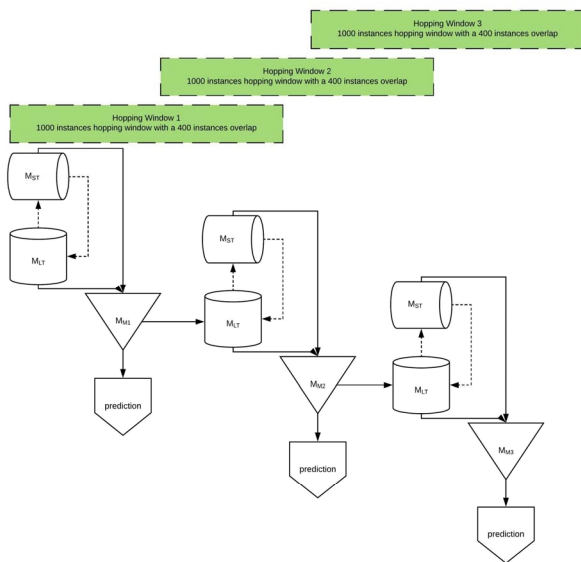 Hopping Window 3
1000 instances hopping window with a 400 instances overlap
Hopping Window 2
1000 instances hopping window with a 400 instances overlap
Hopping Window 1
1000 instances hopping window with a 400 instances overlap
MST
MLT
MM1
prediction
MST
MLT
MM2
prediction
MST
MLT
MM3
prediction